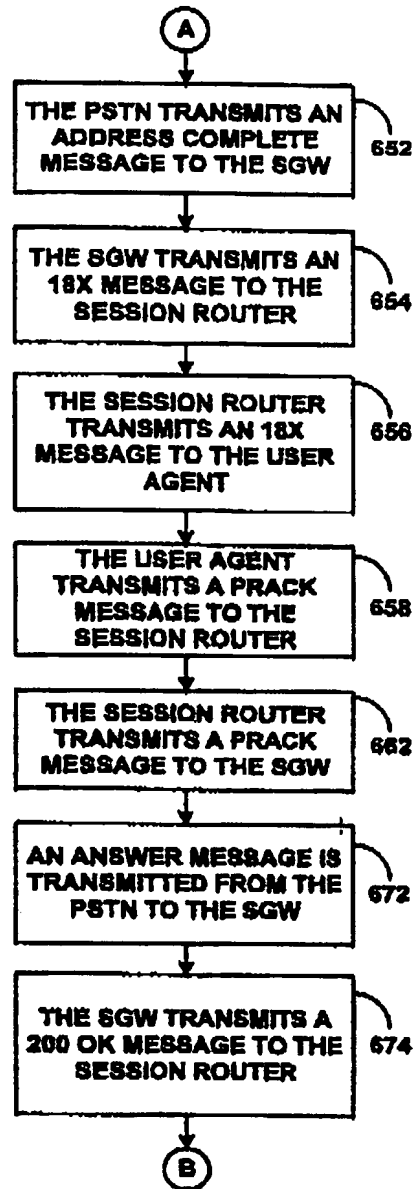 A
THE PSTN TRANSMITS AN
ADDRESS COMPLETE
MESSAGE TO THE SGW
652
THE SGW TRANSMITS AN
18X MESSAGE TO THE
SESSION ROUTER
654
THE SESSION ROUTER
TRANSMITS AN 18X
MESSAGE TO THE USER
AGENT
656
THE USER AGENT
TRANSMITS A PRACK
MESSAGE TO THE
SESSION ROUTER
658
THE SESSION ROUTER
TRANSMITS A PRACK
MESSAGE TO THE SGW
662
AN ANSWER MESSAGE IS
TRANSMITTED FROM THE
PSTN TO THE SGW
672
THE SGW TRANSMITS A
200 OK MESSAGE TO THE
SESSION ROUTER
674
B